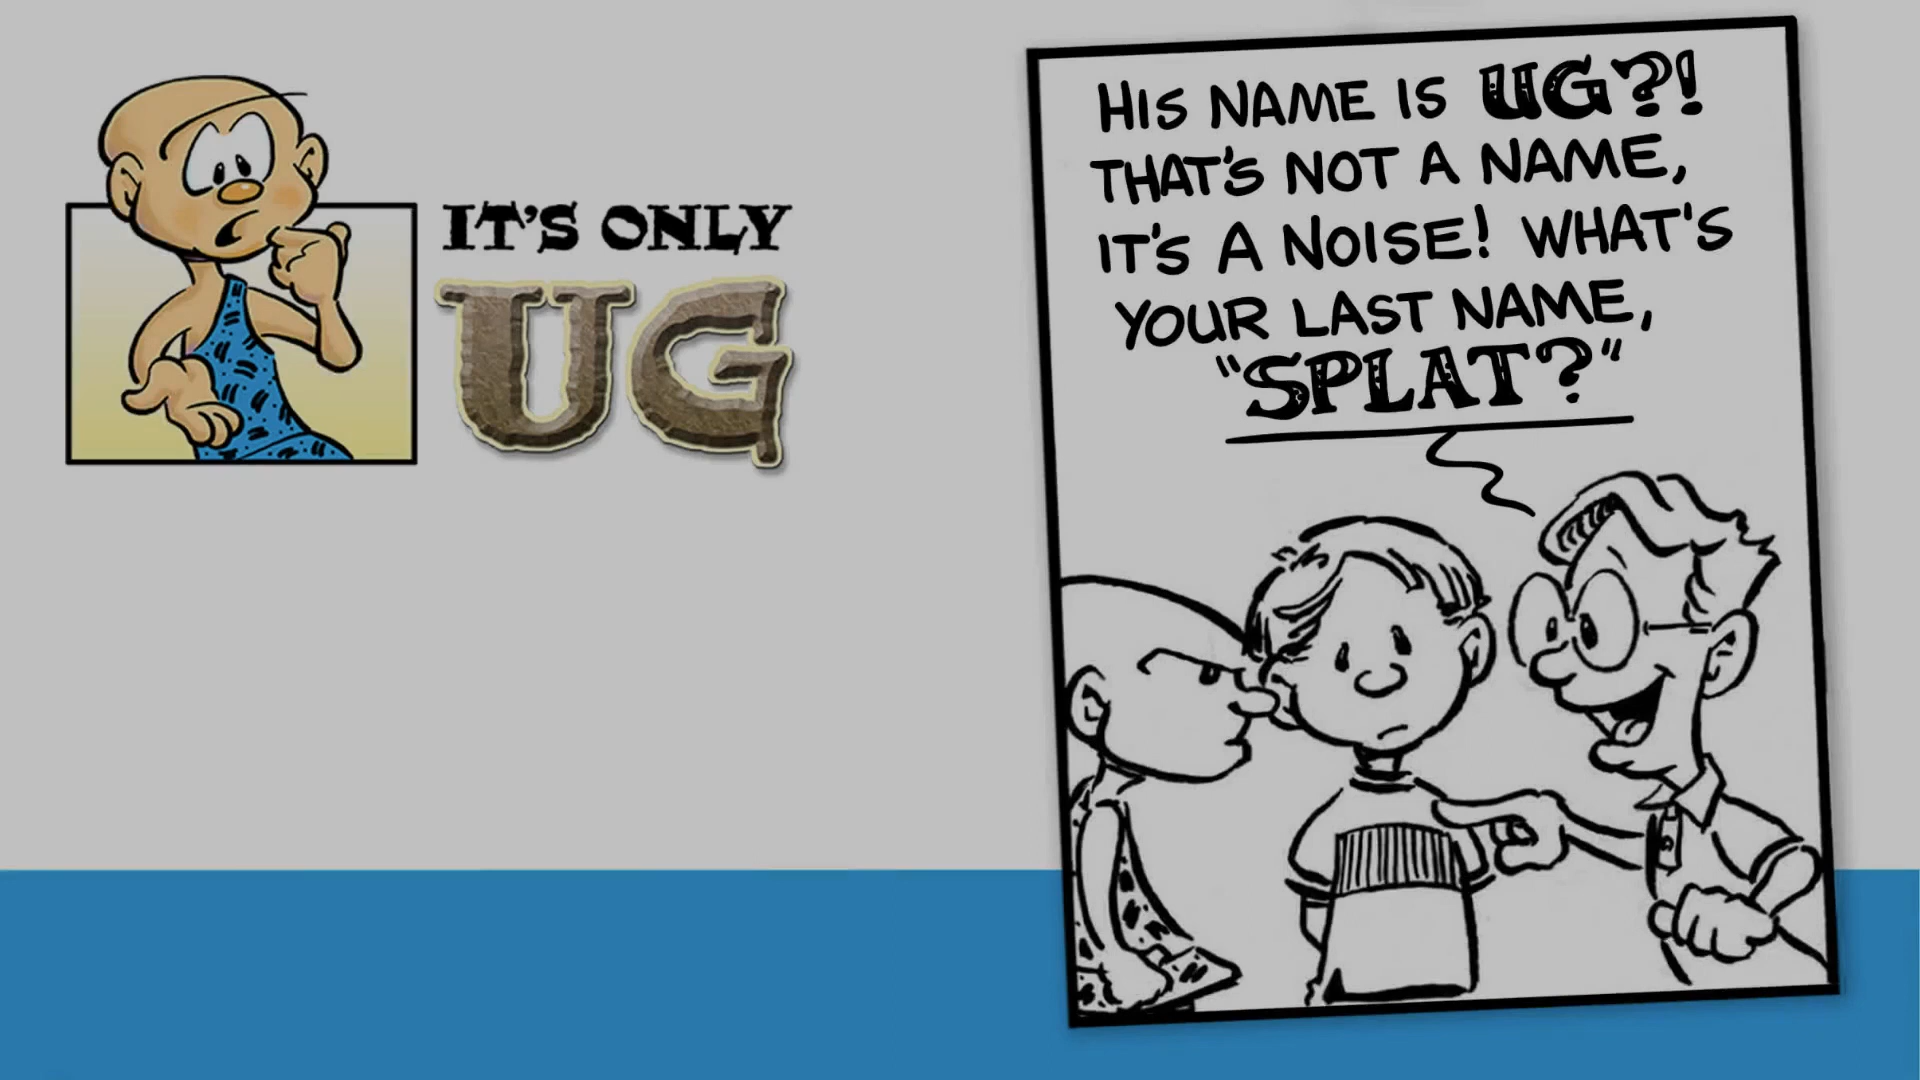 IT'S ONLY
UG
HIS NAME IS UG?!
THAT'S NOT A NAME,
IT'S A NOISE! WHAT'S
YOUR LAST NAME,
"SPLAT?"